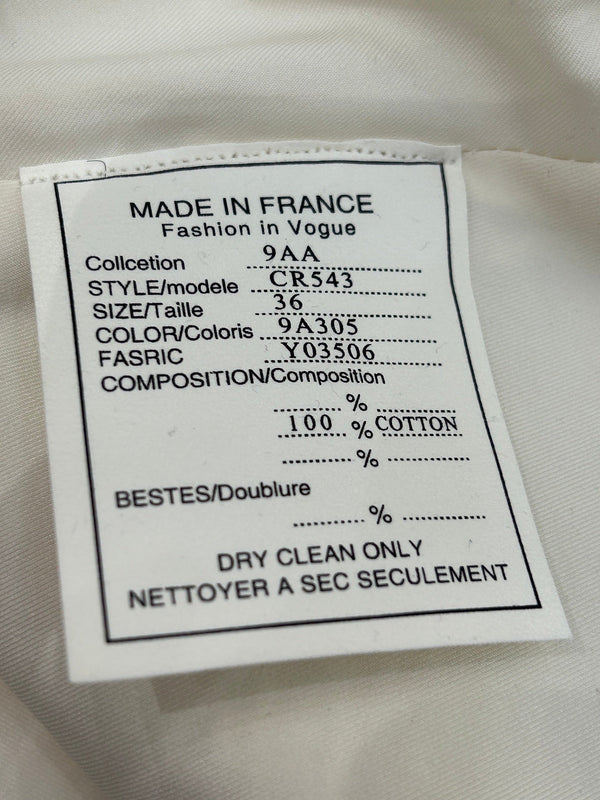 MADE IN FRANCE
Fashion in Vogue
Collcetion 9AA
STYLE/modele CR543
SIZE/Taille 36
COLOR/Coloris 9A305
FASRIC Y03506
COMPOSITION/Composition
.......... % ............
100 % COTTON
.......... % ............
BESTES/Doublure
.......... % ............
DRY CLEAN ONLY
NETTOYER A SEC SECULEMENT